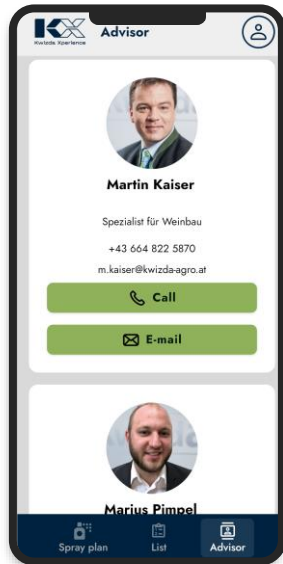 KX
Kwizda Xperience
Advisor
Martin Kaiser
Spezialist für Weinbau
+43 664 822 5870
m.kaiser@kwizda-agro.at
Call
E-mail
Marius Pimpel
Spray plan
List
Advisor